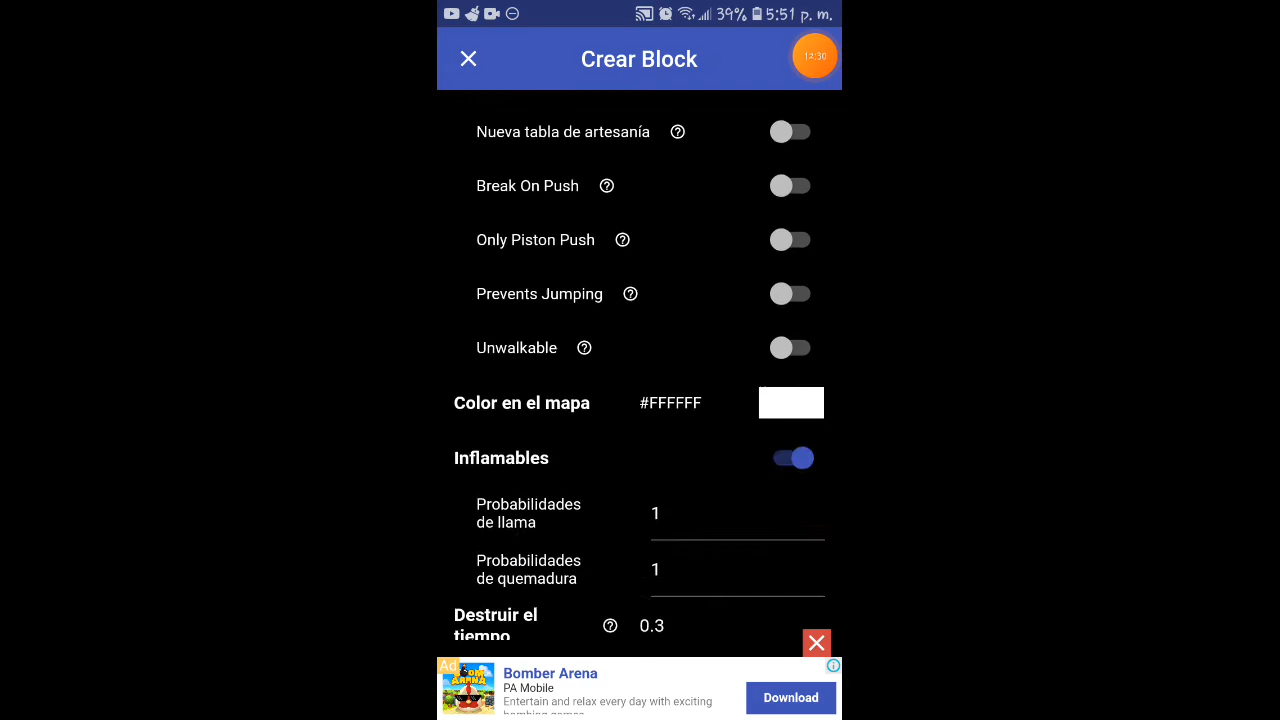 39% 5:51 p. m.
Crear Block
12:30
Nueva tabla de artesanía
Break On Push
Only Piston Push
Prevents Jumping
Unwalkable
Color en el mapa #FFFFFF
Inflamables
Probabilidades
de llama
1
Probabilidades
de quemadura
1
Destruir el
tiempo
0.3
Ad
Bomber Arena
PA Mobile
Entertain and relax every day with exciting
bombing games
Download